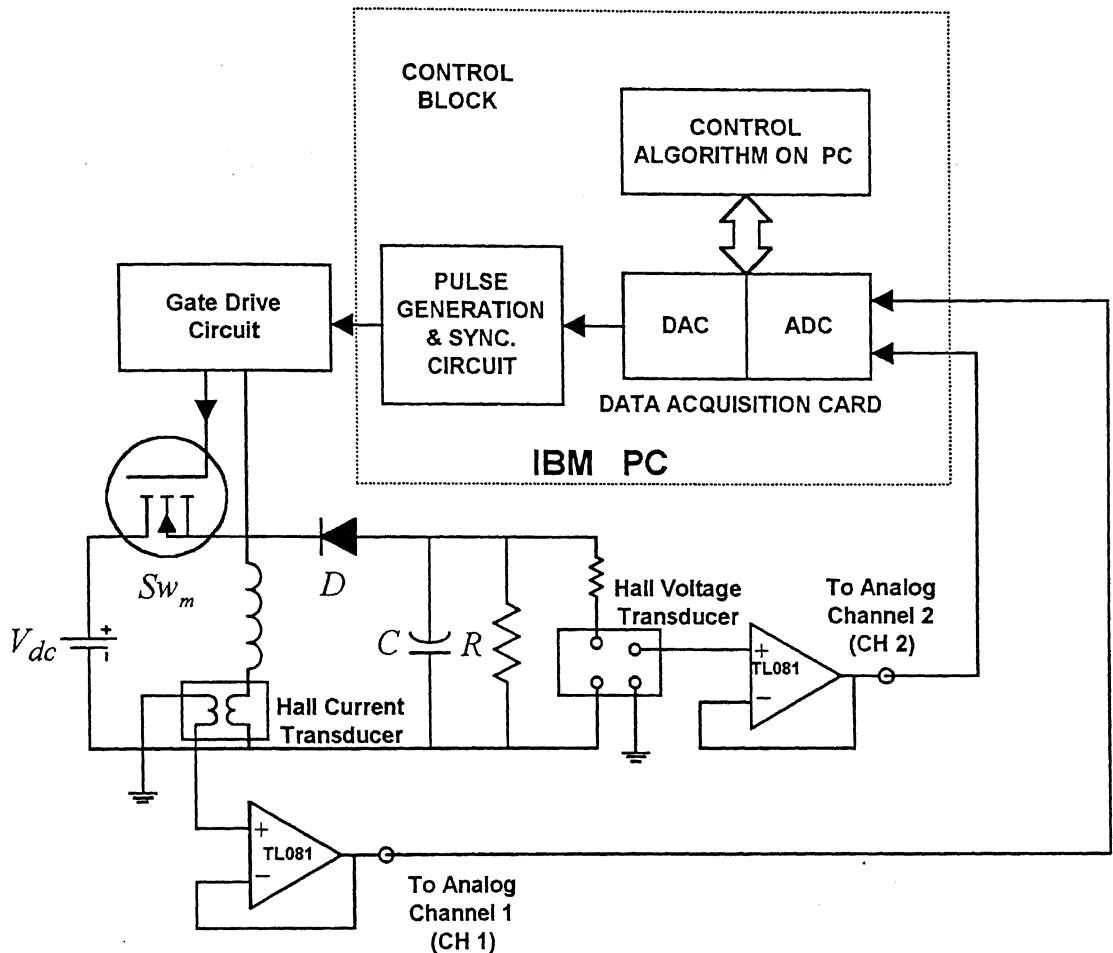 CONTROL
BLOCK
CONTROL
ALGORITHM ON PC
Gate Drive
Circuit
PULSE
GENERATION
& SYNC.
CIRCUIT
DAC
ADC
DATA ACQUISITION CARD
IBM PC
Sw_m
D
V_dc
+
C
R
Hall Voltage
Transducer
To Analog
Channel 2
(CH 2)
+
TL081
−
Hall Current
Transducer
+
TL081
−
To Analog
Channel 1
(CH 1)